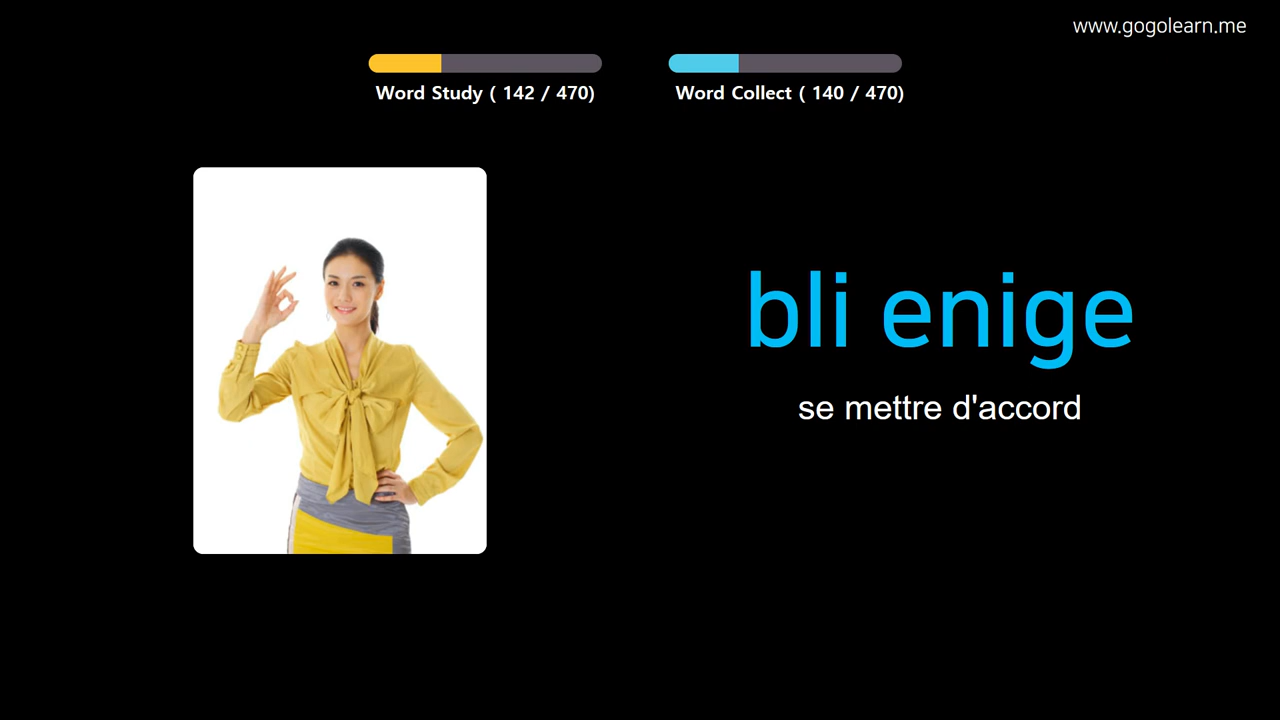 www.gogolearn.me
Word Study ( 142 / 470)
Word Collect ( 140 / 470)
bli enige
se mettre d'accord